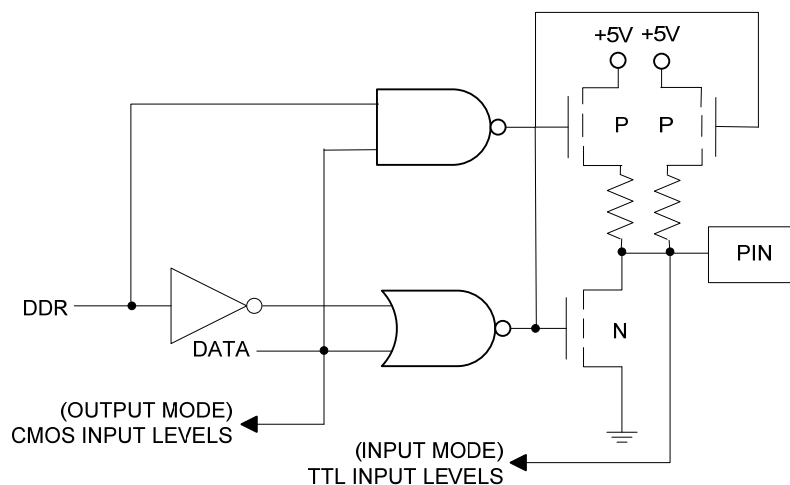 +5V +5V
P P
PIN
DDR
DATA
N
(OUTPUT MODE)
CMOS INPUT LEVELS
(INPUT MODE)
TTL INPUT LEVELS